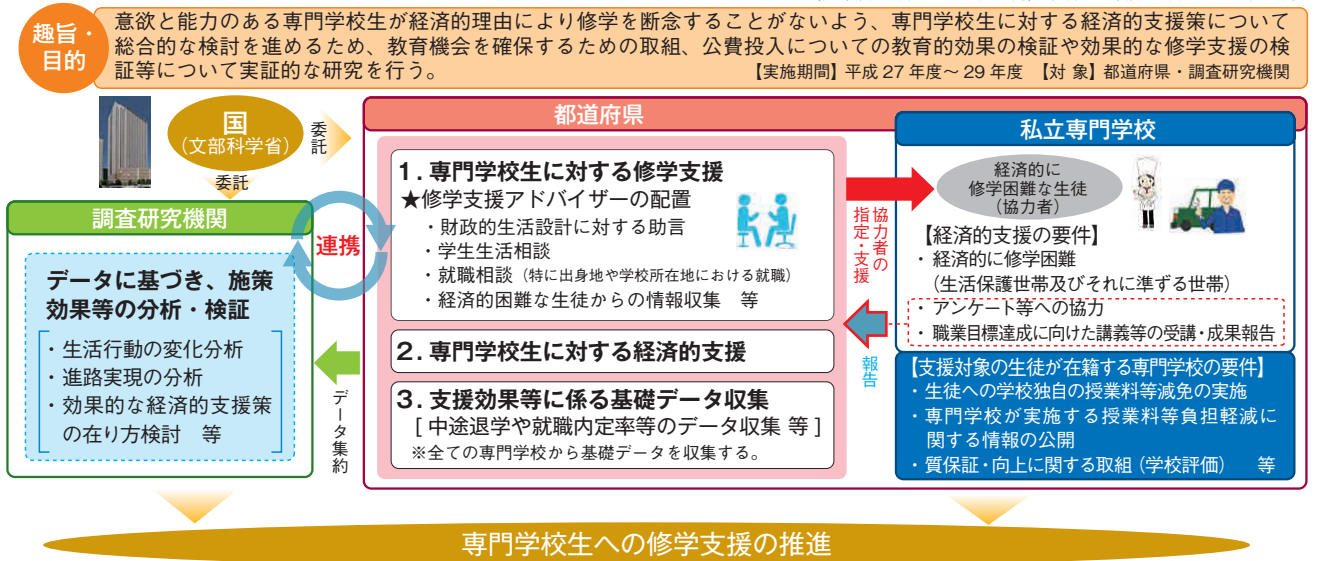 趣旨・
目的
意欲と能力のある専門学校生が経済的理由により修学を断念することがないよう、専門学校生に対する経済的支援策について
総合的な検討を進めるため、教育機会を確保するための取組、公費投入についての教育的効果の検証や効果的な修学支援の検
証等について実証的な研究を行う。
【実施期間】平成 27 年度～ 29 年度 【対 象】都道府県・調査研究機関
国
（文部科学省）
委託
委託
調査研究機関
データに基づき、施策
効果等の分析・検証
・生活行動の変化分析
・進路実現の分析
・効果的な経済的支援策
の在り方検討 等
連携
データ集約
都道府県
1．専門学校生に対する修学支援
★修学支援アドバイザーの配置
・財政的生活設計に対する助言
・学生生活相談
・就職相談（特に出身地や学校所在地における就職）
・経済的困難な生徒からの情報収集 等
2．専門学校生に対する経済的支援
3．支援効果等に係る基礎データ収集
［中途退学や就職内定率等のデータ収集 等］
※全ての専門学校から基礎データを収集する。
協力者の
指定・支援
報告
私立専門学校
経済的に
修学困難な生徒
（協力者）
【経済的支援の要件】
・経済的に修学困難
（生活保護世帯及びそれに準ずる世帯）
・アンケート等への協力
・職業目標達成に向けた講義等の受講・成果報告
【支援対象の生徒が在籍する専門学校の要件】
・生徒への学校独自の授業料等減免の実施
・専門学校が実施する授業料等負担軽減に
関する情報の公開
・質保証・向上に関する取組（学校評価） 等
専門学校生への修学支援の推進